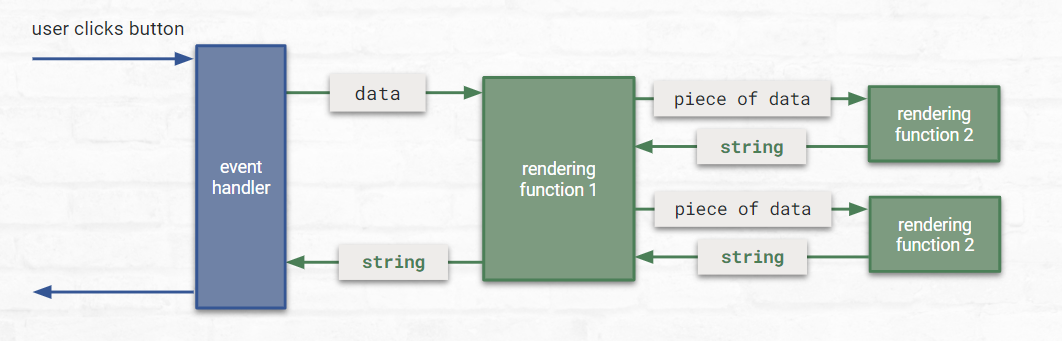 user clicks button
event
handler
data
string
rendering
function 1
piece of data
string
piece of data
string
rendering
function 2
rendering
function 2